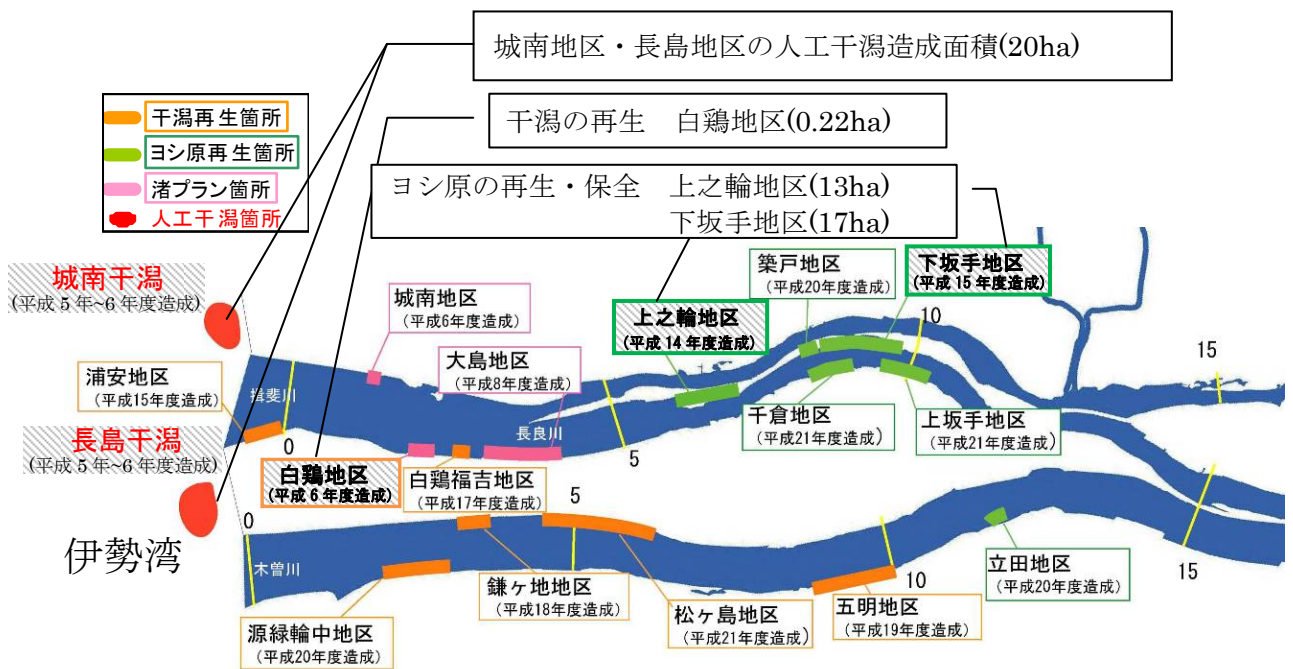 城南地区・長島地区の人工干潟造成面積(20ha)
干潟の再生　白鶏地区(0.22ha)
ヨシ原の再生・保全　上之輪地区(13ha)
下坂手地区(17ha)
干潟再生箇所
ヨシ原再生箇所
渚プラン箇所
人工干潟箇所
城南干潟
(平成5年~6年度造成)
城南地区
(平成6年度造成)
大島地区
(平成8年度造成)
上之輪地区
(平成14年度造成)
築戸地区
(平成20年度造成)
下坂手地区
(平成15年度造成)
10
15
浦安地区
(平成15年度造成)
揖斐川
0
長良川
5
千倉地区
(平成21年度造成)
上坂手地区
(平成21年度造成)
長島干潟
(平成5年~6年度造成)
白鶏地区
(平成6年度造成)
白鶏福吉地区
(平成17年度造成)
0
5
伊勢湾
木曽川
源緑輪中地区
(平成20年度造成)
鎌ヶ地地区
(平成18年度造成)
松ヶ島地区
(平成21年度造成)
五明地区
(平成19年度造成)
10
立田地区
(平成20年度造成)
15